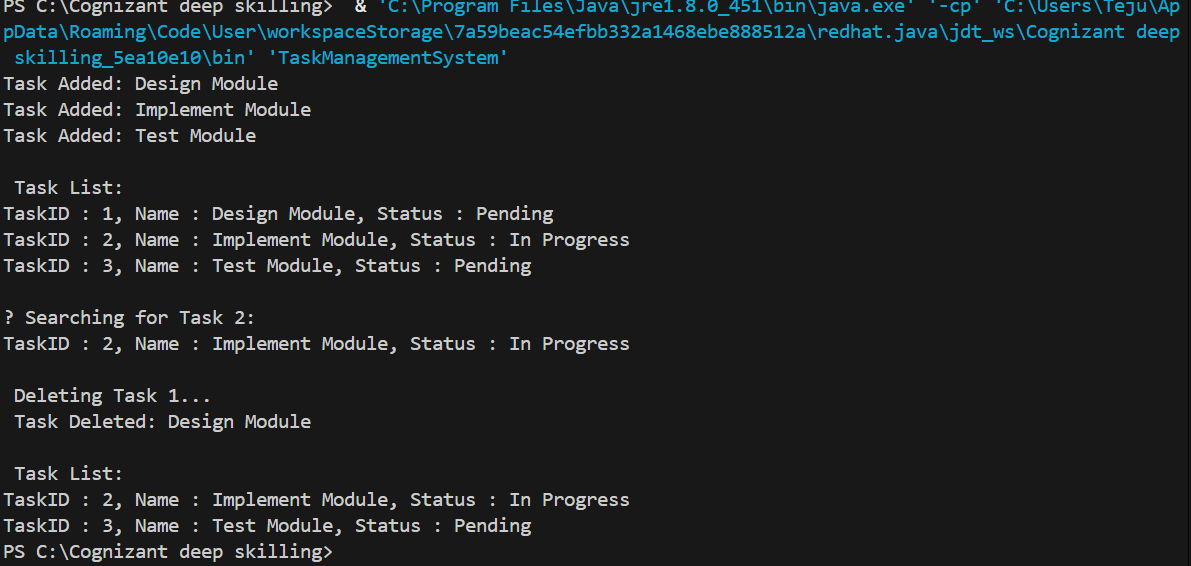 PS C:\Cognizant deep skilling>  & 'C:\Program Files\Java\jre1.8.0_451\bin\java.exe' '-cp' 'C:\Users\Teju\Ap
pData\Roaming\Code\User\workspaceStorage\7a59beac54efbb332a1468ebe888512a\redhat.java\jdt_ws\Cognizant deep
 skilling_5ea10e10\bin' 'TaskManagementSystem'
Task Added: Design Module
Task Added: Implement Module
Task Added: Test Module

 Task List:
TaskID : 1, Name : Design Module, Status : Pending
TaskID : 2, Name : Implement Module, Status : In Progress
TaskID : 3, Name : Test Module, Status : Pending

? Searching for Task 2:
TaskID : 2, Name : Implement Module, Status : In Progress

 Deleting Task 1...
 Task Deleted: Design Module

 Task List:
TaskID : 2, Name : Implement Module, Status : In Progress
TaskID : 3, Name : Test Module, Status : Pending
PS C:\Cognizant deep skilling>